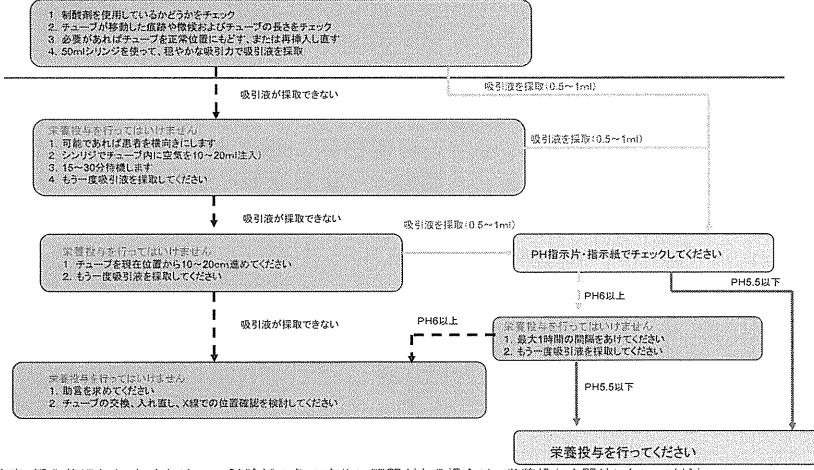 1 制酸剤を使用しているかどうかをチェック
2. チューブが移動した痕跡や徴候およびチューブの長さをチェック
3 必要があればチューブを正常位置にもどす、または再挿入し直す
4. 50mlシリンジを使って、穏やかな吸引力で吸引液を採取
吸引液が採取できない
吸引液を採取(0.5～1ml)
栄養投与を行ってはいけません
1. 可能であれば患者を横向きにします
2 シンリジでチューブ内に空気を10～20ml注入)
3. 15～30分待機します
4 もう一度吸引液を採取してください
吸引液を採取:0.5～1ml)
吸引液が採取できない
吸引液を採取(0.5～1ml)
栄養投与を行ってはいけません
1. チューブを現在位置から10～20cm進めてください
2. もう一度吸引液を採取してください
PH指示片・指示紙でチェックしてください
PH6以上
PH5.5以下
吸引液が採取できない
PH6以上
栄養投与を行ってはいけません
1. 最大1時間の間隔をあけてください
2. もう一度吸引液を採取してください
栄養投与を行ってはいけません
1. 助言を求めてください
2 チューブの交換、入れ直し、X線での位置確認を検討してください
PH5.5以下
栄養投与を行ってください